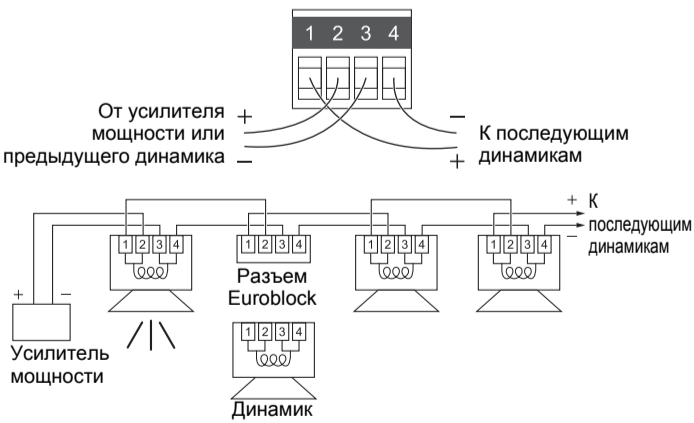 1 2 3 4
От усилителя
мощности или
предыдущего динамика
+
−
−
+
К последующим
динамикам
+ К
последующим
− динамикам
1 2 3 4
1 2 3 4
1 2 3 4
1 2 3 4
Разъем
Euroblock
+ −
Усилитель
мощности
1 2 3 4
Динамик